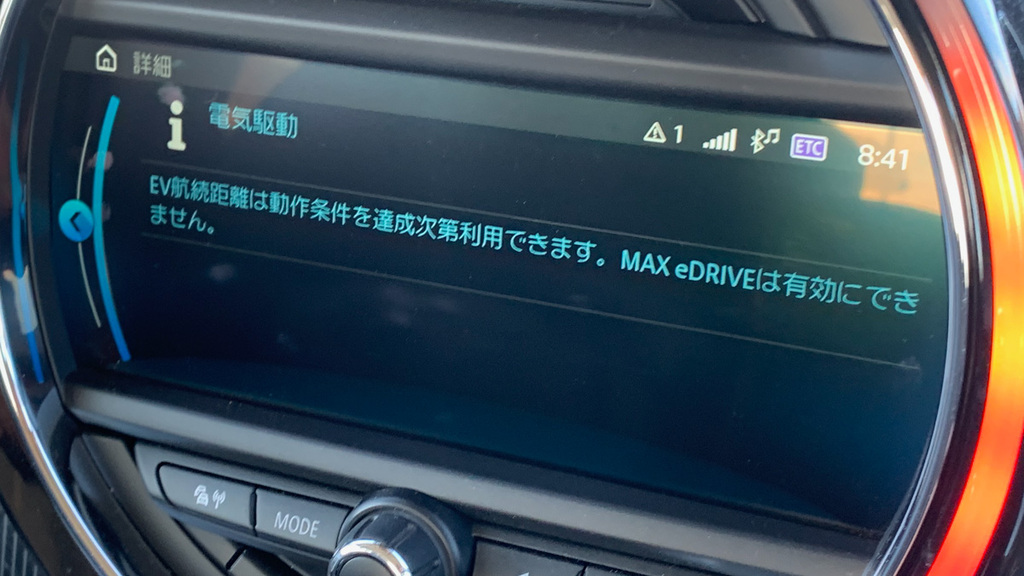 詳細
電気駆動
1
ETC
8:41
EV航続距離は動作条件を達成次第利用できます。MAX eDRIVEは有効にでき
ません。
MODE